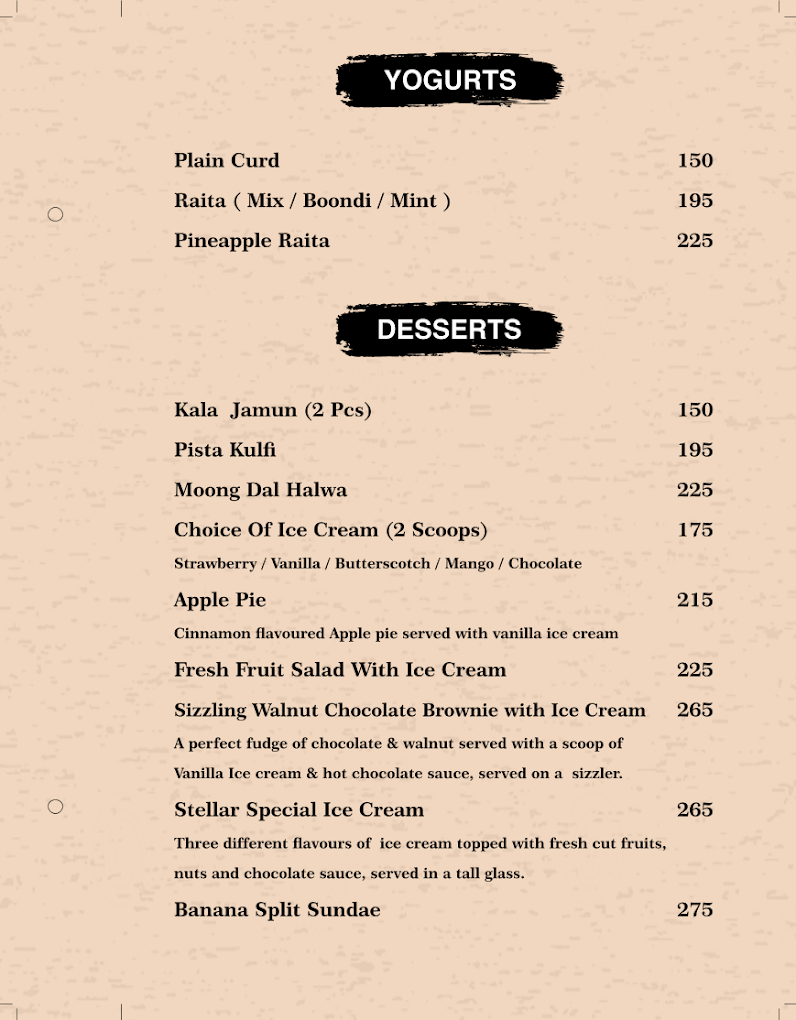 YOGURTS
Plain Curd 150
Raita ( Mix / Boondi / Mint ) 195
Pineapple Raita 225
DESSERTS
Kala  Jamun (2 Pcs) 150
Pista Kulfi 195
Moong Dal Halwa 225
Choice Of Ice Cream (2 Scoops) 175
Strawberry / Vanilla / Butterscotch / Mango / Chocolate
Apple Pie 215
Cinnamon flavoured Apple pie served with vanilla ice cream
Fresh Fruit Salad With Ice Cream 225
Sizzling Walnut Chocolate Brownie with Ice Cream 265
A perfect fudge of chocolate & walnut served with a scoop of
Vanilla Ice cream & hot chocolate sauce, served on a  sizzler.
Stellar Special Ice Cream 265
Three different flavours of  ice cream topped with fresh cut fruits,
nuts and chocolate sauce, served in a tall glass.
Banana Split Sundae 275